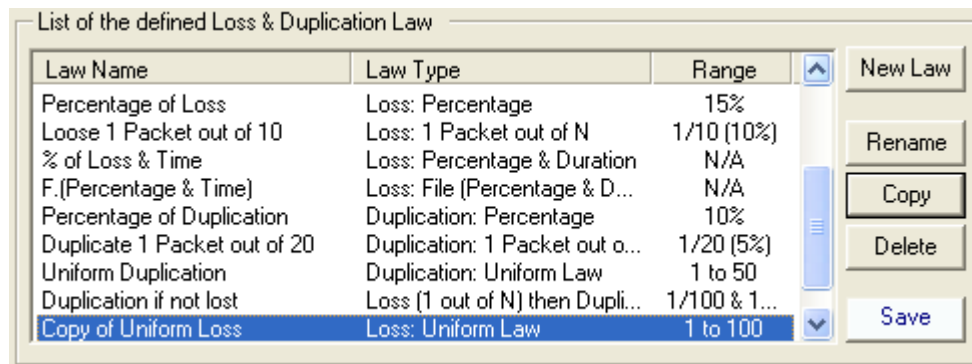 List of the defined Loss & Duplication Law
Law Name Law Type Range
New Law
Percentage of Loss Loss: Percentage 15%
Loose 1 Packet out of 10 Loss: 1 Packet out of N 1/10 (10%)
Rename
% of Loss & Time Loss: Percentage & Duration N/A
F.(Percentage & Time) Loss: File (Percentage & D... N/A
Copy
Percentage of Duplication Duplication: Percentage 10%
Duplicate 1 Packet out of 20 Duplication: 1 Packet out o... 1/20 (5%)
Delete
Uniform Duplication Duplication: Uniform Law 1 to 50
Duplication if not lost Loss (1 out of N) then Dupli... 1/100 & 1...
Copy of Uniform Loss Loss: Uniform Law 1 to 100
Save